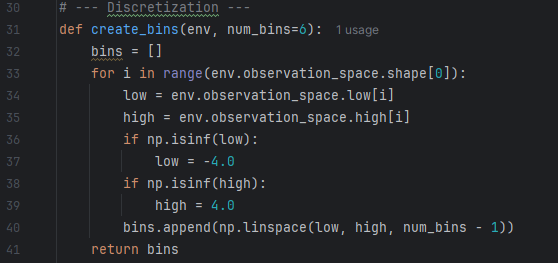 30 # --- Discretization ---
31 def create_bins(env, num_bins=6): 1 usage
32     bins = []
33     for i in range(env.observation_space.shape[0]):
34         low = env.observation_space.low[i]
35         high = env.observation_space.high[i]
36         if np.isinf(low):
37             low = -4.0
38         if np.isinf(high):
39             high = 4.0
40         bins.append(np.linspace(low, high, num_bins - 1))
41     return bins